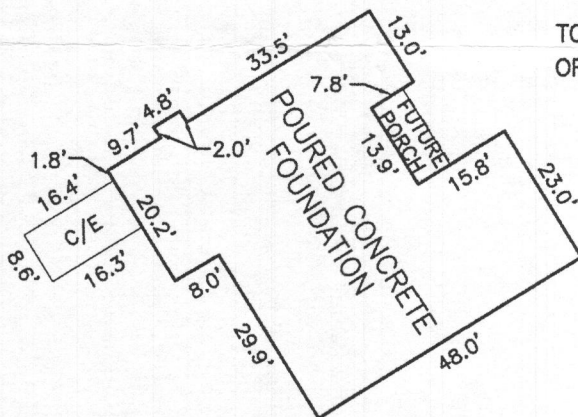 33.5'
13.0'
TO
OF
4.8'
9.7'
7.8'
2.0'
1.8'
POURED CONCRETE
FOUNDATION
FUTURE
PORCH
13.9'
15.8'
23.0'
16.4'
C/E
8.6'
16.3'
20.2'
8.0'
29.9'
48.0'